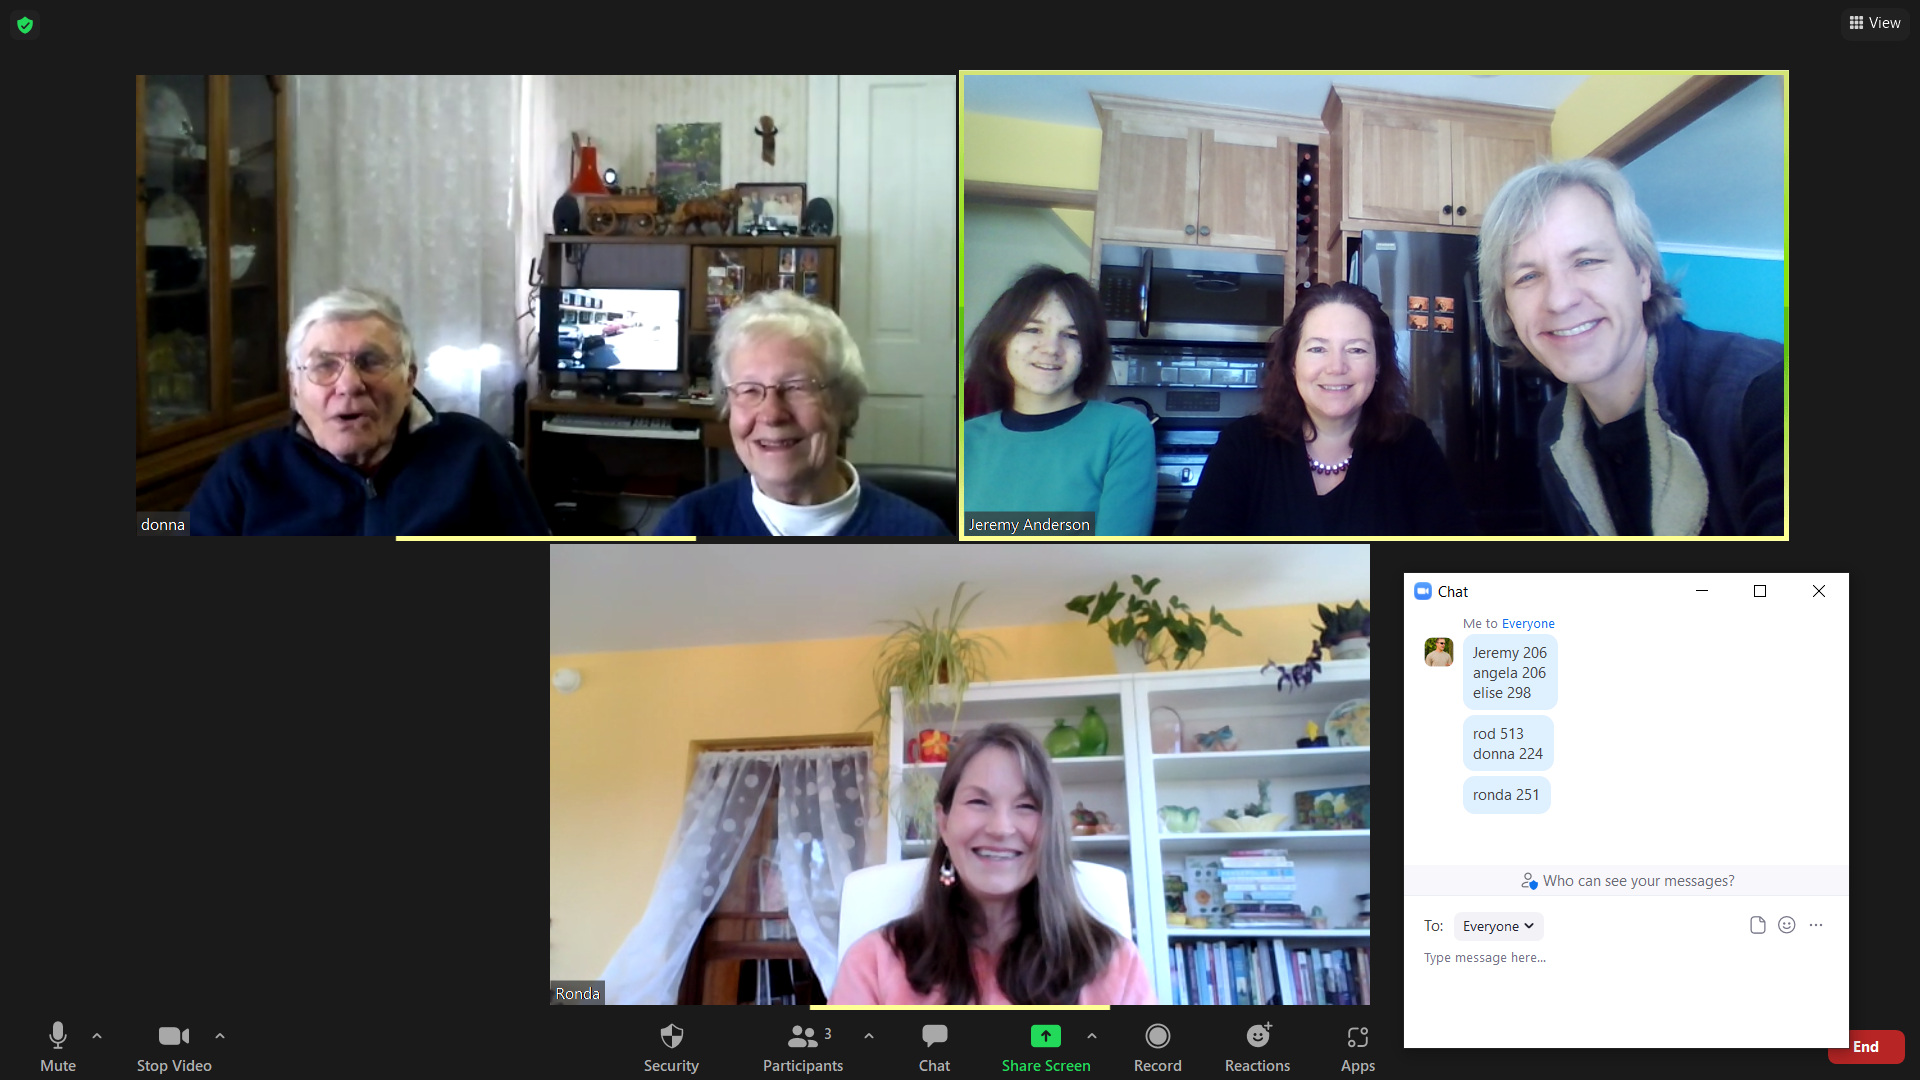 View
donna
Jeremy Anderson
Ronda
Chat
Me to Everyone
Jeremy 206
angela 206
elise 298
rod 513
donna 224
ronda 251
Who can see your messages?
To: Everyone
Type message here...
Mute
Stop Video
Security
Participants
3
Chat
Share Screen
Record
Reactions
Apps
End